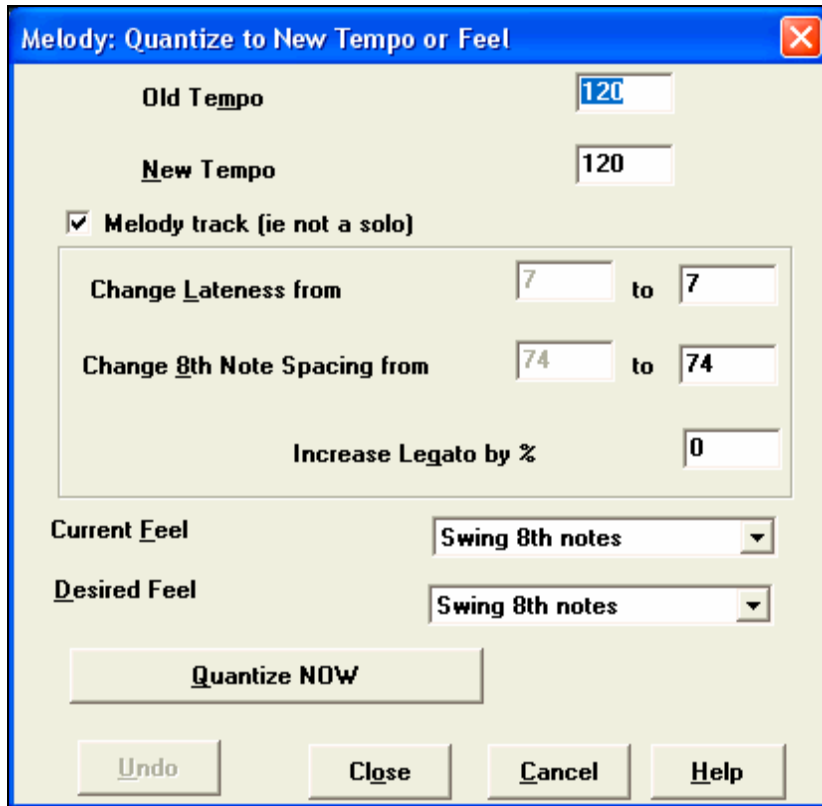 Melody: Quantize to New Tempo or Feel
Old Tempo 120
New Tempo 120
Melody track (ie not a solo)
Change Lateness from 7 to 7
Change 8th Note Spacing from 74 to 74
Increase Legato by % 0
Current Feel Swing 8th notes
Desired Feel Swing 8th notes
Quantize NOW
Undo Close Cancel Help